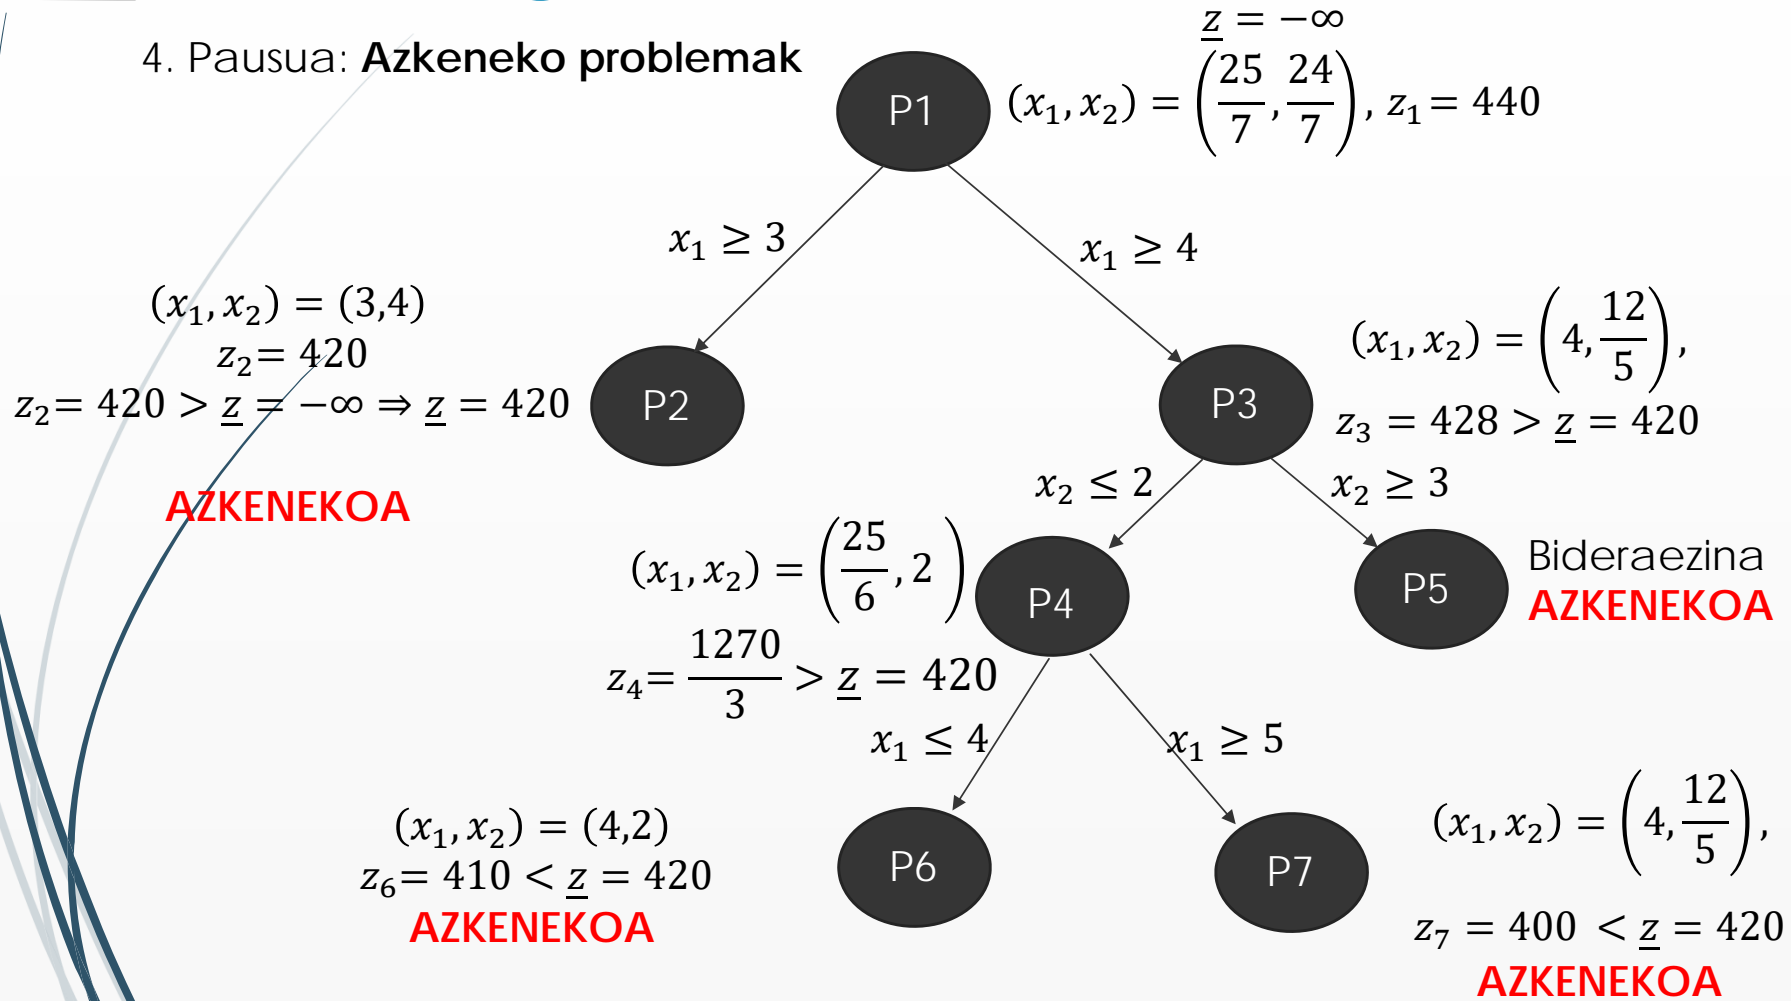 4. Pausua: Azkeneko problemak
z = −∞
P1
(x₁, x₂) = (25/7, 24/7), z₁ = 440
x₁ ≥ 3
x₁ ≥ 4
(x₁, x₂) = (3,4)
z₂ = 420
z₂ = 420 > z = −∞ ⇒ z = 420
AZKENEKOA
P2
P3
(x₁, x₂) = (4, 12/5),
z₃ = 428 > z = 420
x₂ ≤ 2
x₂ ≥ 3
(x₁, x₂) = (25/6, 2)
z₄ = 1270/3 > z = 420
P4
P5
Bideraezina
AZKENEKOA
x₁ ≤ 4
x₁ ≥ 5
(x₁, x₂) = (4,2)
z₆ = 410 < z = 420
AZKENEKOA
P6
P7
(x₁, x₂) = (4, 12/5),
z₇ = 400 < z = 420
AZKENEKOA